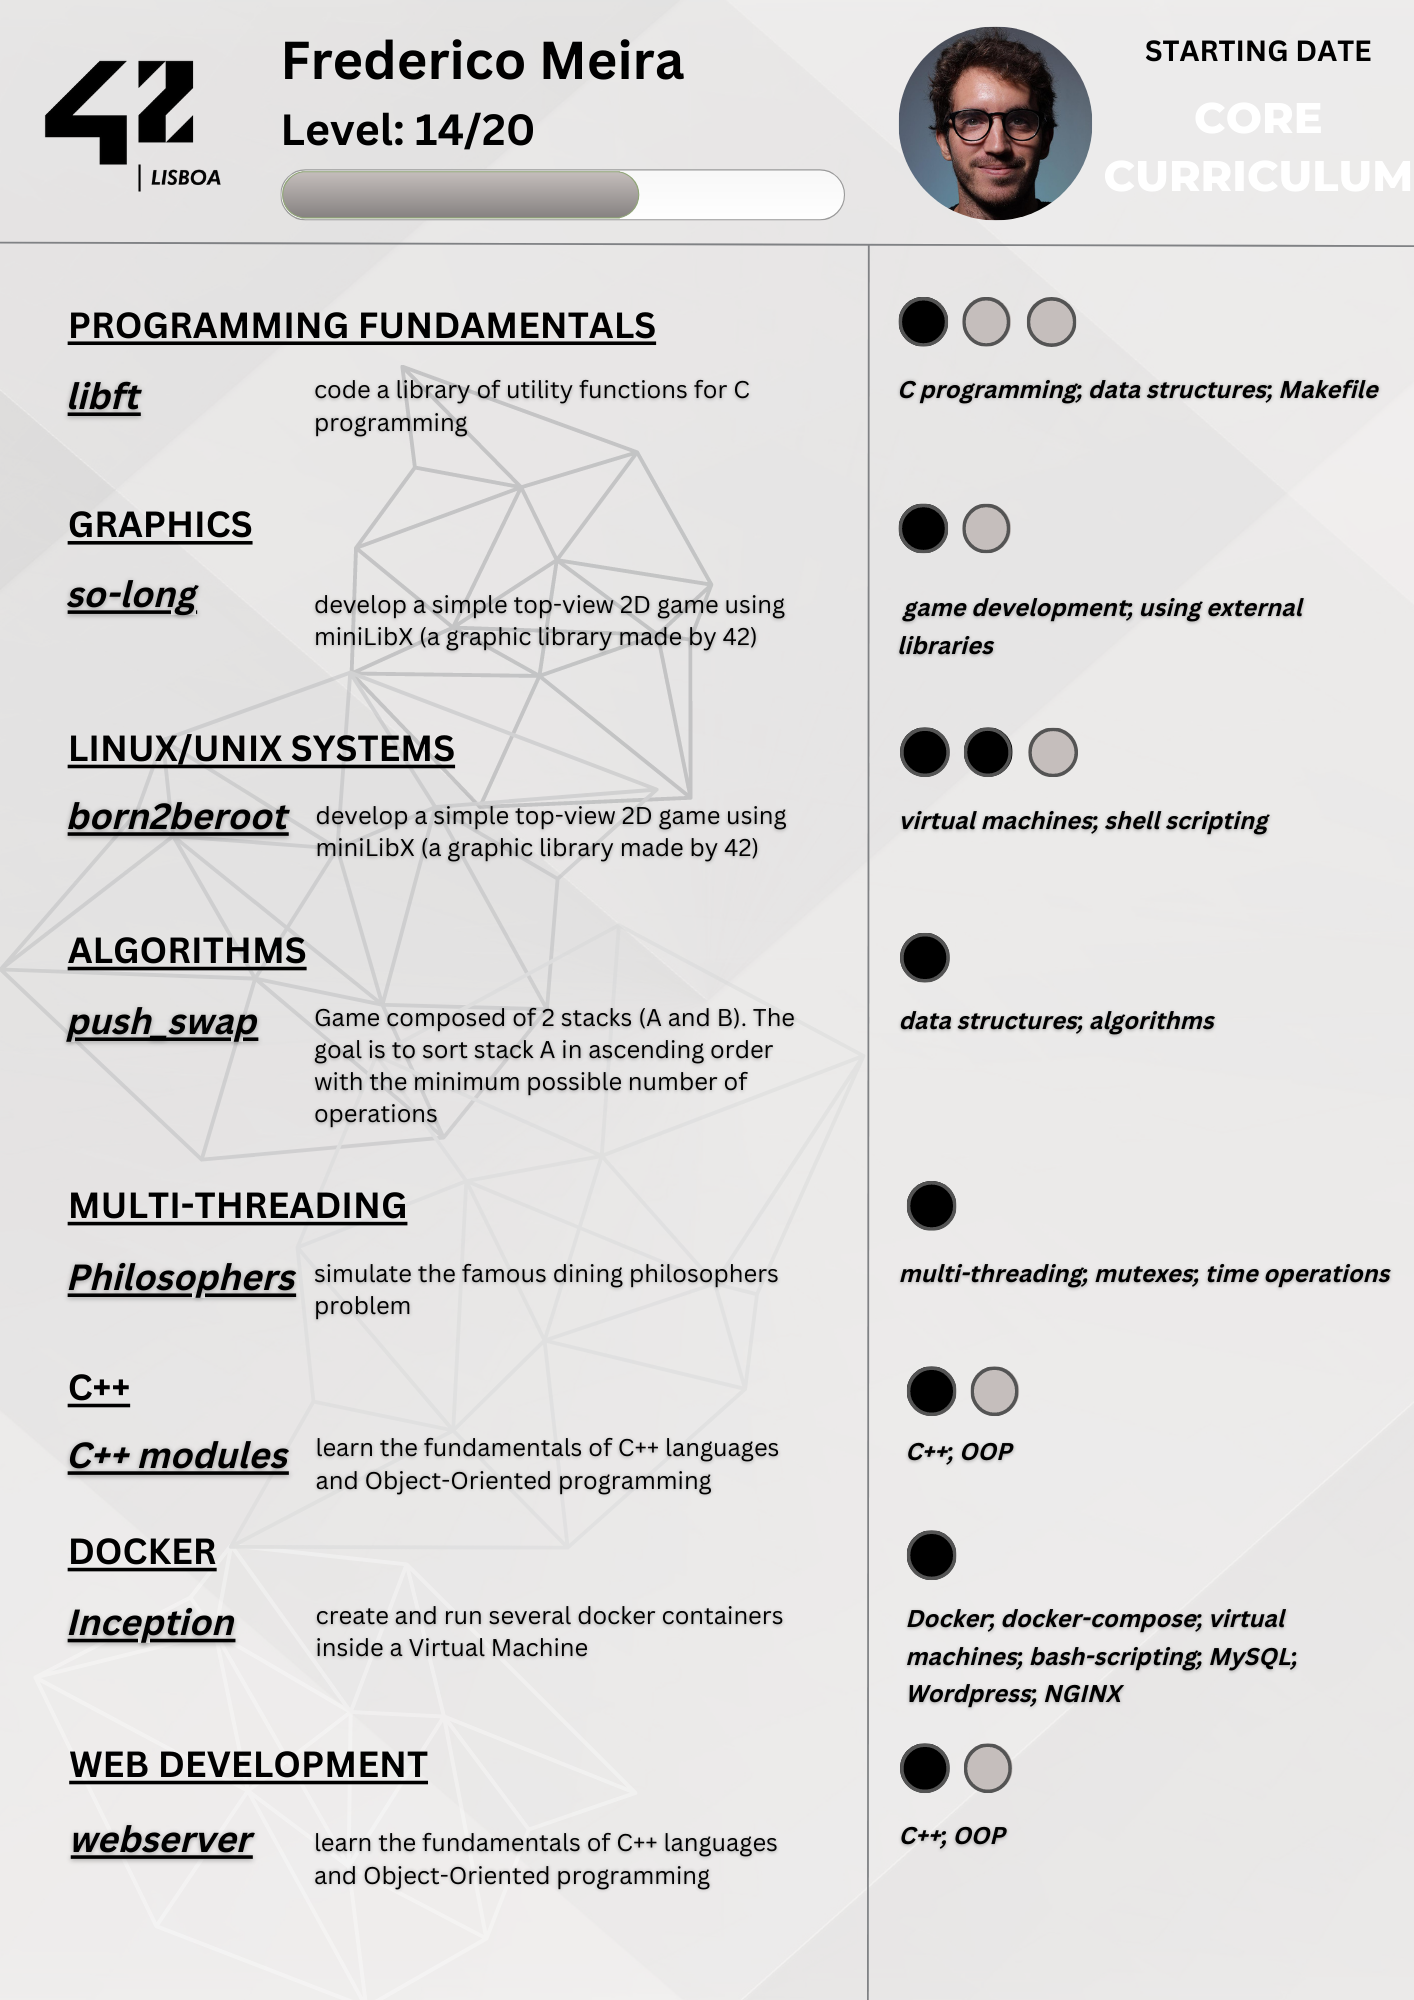 42
LISBOA
Frederico Meira
Level: 14/20
STARTING DATE
CORE
CURRICULUM
PROGRAMMING FUNDAMENTALS
libft
code a library of utility functions for C
programming
C programming; data structures; Makefile
GRAPHICS
so-long
develop a simple top-view 2D game using
miniLibX (a graphic library made by 42)
game development; using external
libraries
LINUX/UNIX SYSTEMS
born2beroot
develop a simple top-view 2D game using
miniLibX (a graphic library made by 42)
virtual machines; shell scripting
ALGORITHMS
push_swap
Game composed of 2 stacks (A and B). The
goal is to sort stack A in ascending order
with the minimum possible number of
operations
data structures; algorithms
MULTI-THREADING
Philosophers
simulate the famous dining philosophers
problem
multi-threading; mutexes; time operations
C++
C++ modules
learn the fundamentals of C++ languages
and Object-Oriented programming
C++; OOP
DOCKER
Inception
create and run several docker containers
inside a Virtual Machine
Docker; docker-compose; virtual
machines; bash-scripting; MySQL;
Wordpress; NGINX
WEB DEVELOPMENT
webserver
learn the fundamentals of C++ languages
and Object-Oriented programming
C++; OOP